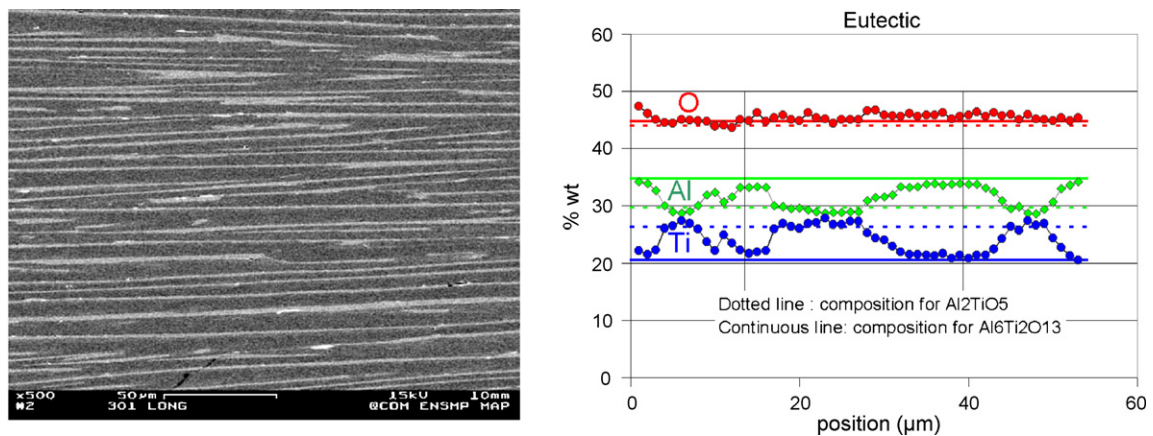 x500 50µm 15kV 10mm
#2 301 LONG @COM ENSMP MAP
Eutectic
60
50
40
30
20
10
0
% wt
O
Al
Ti
Dotted line : composition for Al2TiO5
Continuous line: composition for Al6Ti2O13
0 20 40 60
position (µm)